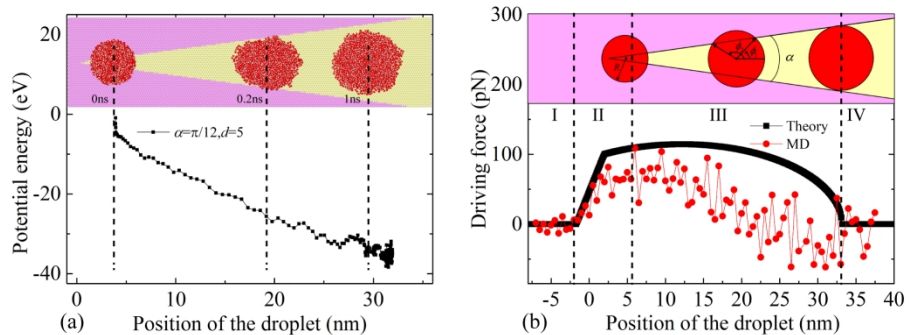 0ns
0.2ns
1ns
Potential energy (eV)
0
-20
-40
α=π/12,d=5
0 10 20 30
(a) Position of the droplet (nm)
Driving force (pN)
300
200
100
0
-100
α
I II III IV
Theory
MD
-5 0 5 10 15 20 25 30 35 40
(b) Position of the droplet (nm)